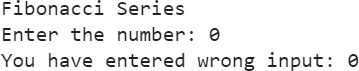 Fibonacci Series
Enter the number: 0
You have entered wrong input: 0